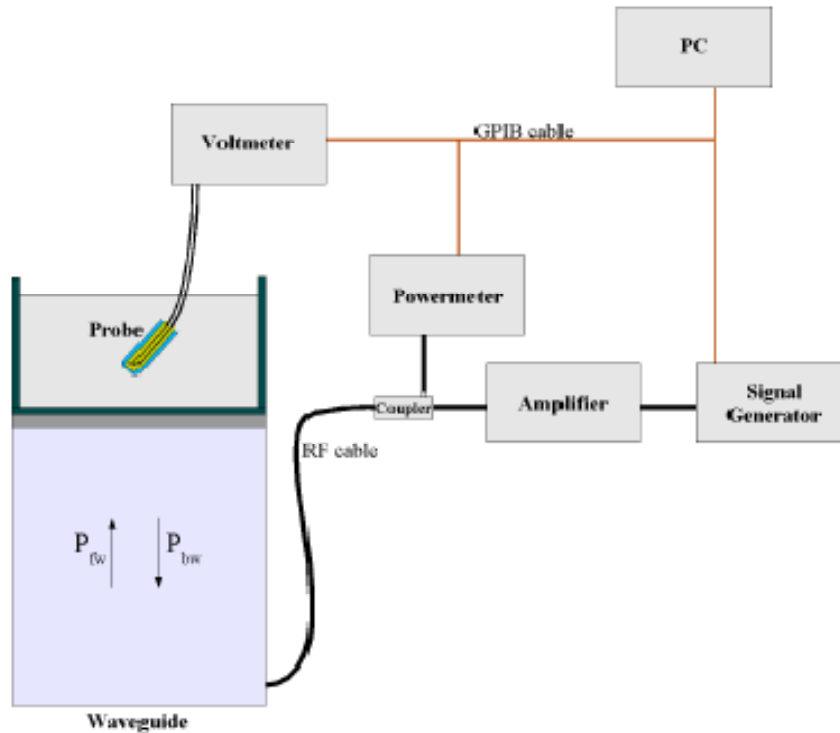 PC
Voltmeter
GPIB cable
Powermeter
Probe
Coupler
Amplifier
Signal
Generator
RF cable
P fw
P bw
Waveguide